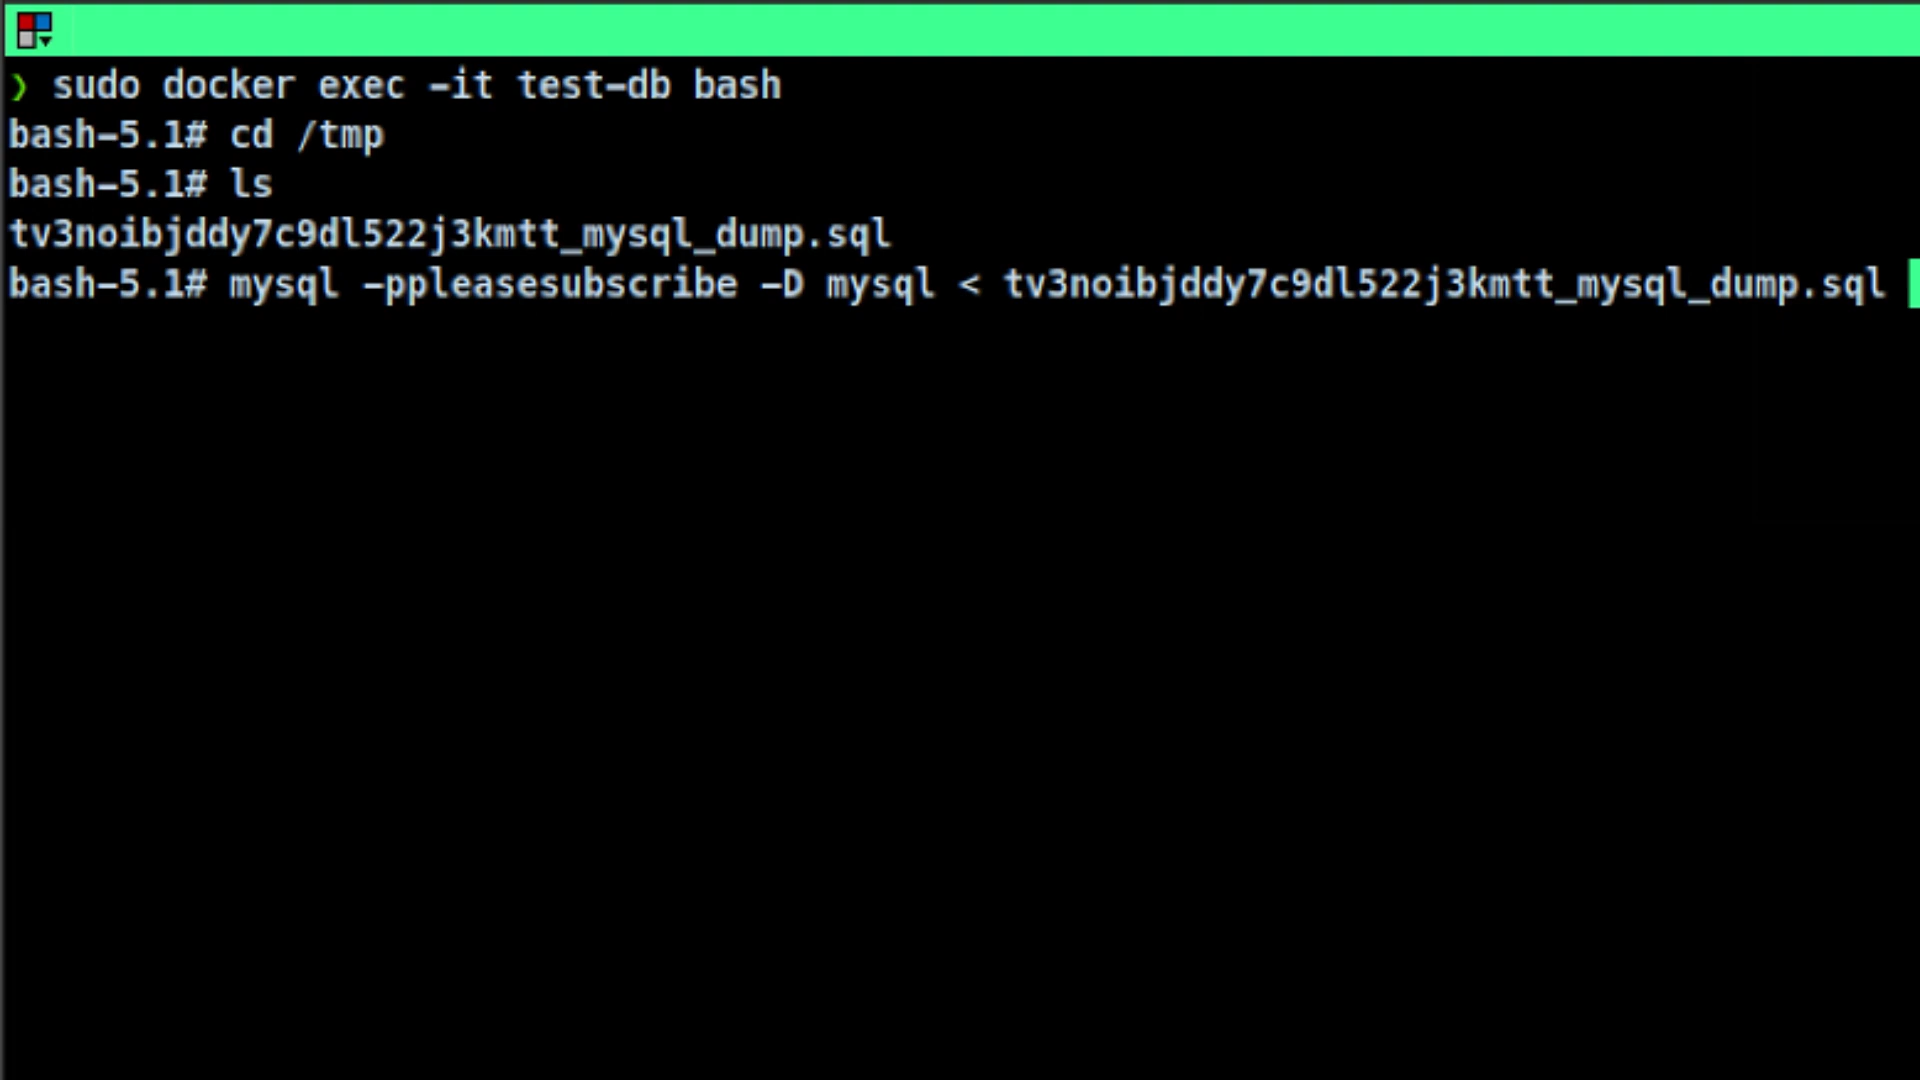 ❯ sudo docker exec -it test-db bash
bash-5.1# cd /tmp
bash-5.1# ls
tv3noibjddy7c9dl522j3kmtt_mysql_dump.sql
bash-5.1# mysql -ppleasesubscribe -D mysql < tv3noibjddy7c9dl522j3kmtt_mysql_dump.sql